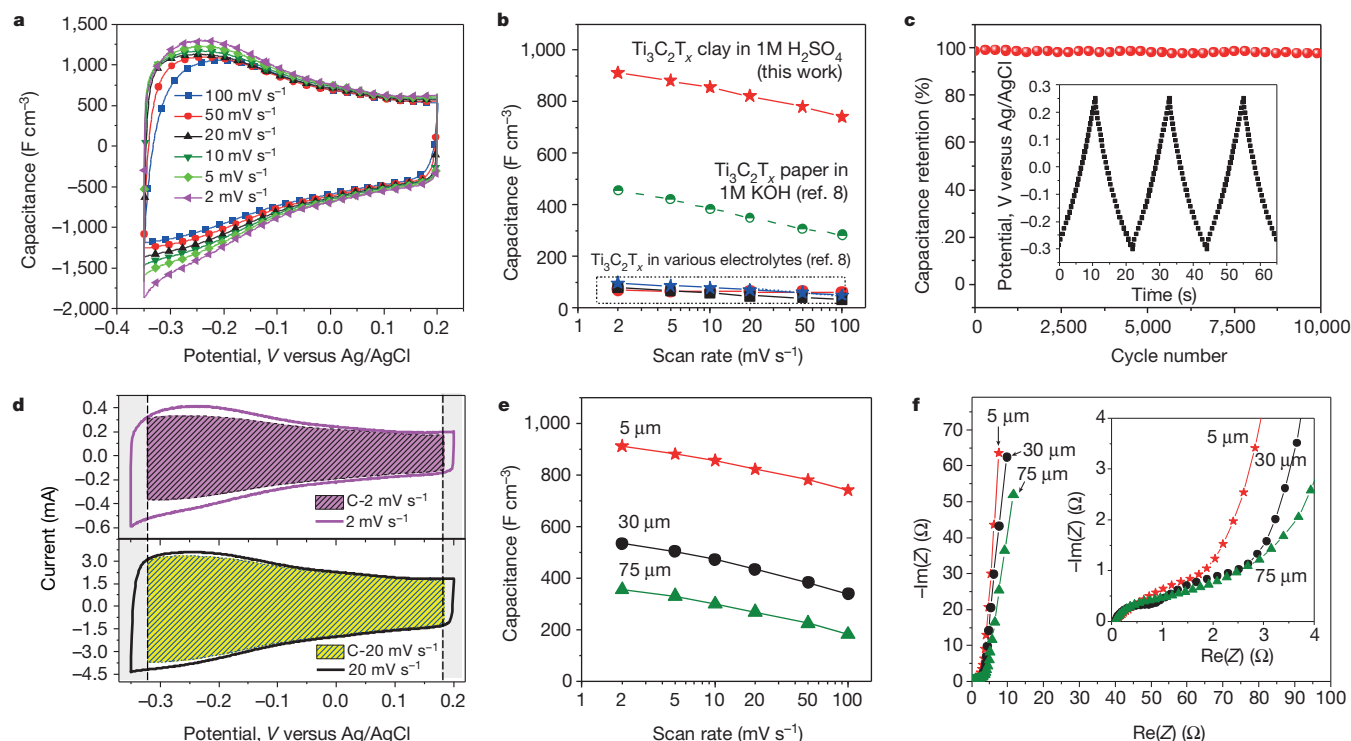 a
1,500
1,000
500
0
−500
−1,000
−1,500
−2,000
Capacitance (F cm⁻³)
100 mV s⁻¹
50 mV s⁻¹
20 mV s⁻¹
10 mV s⁻¹
5 mV s⁻¹
2 mV s⁻¹
−0.4 −0.3 −0.2 −0.1 0.0 0.1 0.2
Potential, V versus Ag/AgCl
b
1,000
800
600
400
200
0
Capacitance (F cm⁻³)
Ti₃C₂Tₓ clay in 1M H₂SO₄
(this work)
Ti₃C₂Tₓ paper in
1M KOH (ref. 8)
Ti₃C₂Tₓ in various electrolytes (ref. 8)
2 5 10 20 50 100
Scan rate (mV s⁻¹)
c
100
80
60
40
20
0
Capacitance retention (%)
Potential, V versus Ag/AgCl
0.3
0.2
0.1
0.0
−0.1
−0.2
−0.3
0 10 20 30 40 50 60
Time (s)
0 2,500 5,000 7,500 10,000
Cycle number
d
0.4
0.2
0.0
−0.2
−0.4
−0.6
C-2 mV s⁻¹
2 mV s⁻¹
3.0
1.5
0.0
−1.5
−3.0
−4.5
C-20 mV s⁻¹
20 mV s⁻¹
Current (mA)
−0.3 −0.2 −0.1 0.0 0.1 0.2
Potential, V versus Ag/AgCl
e
1,000
800
600
400
200
0
Capacitance (F cm⁻³)
5 µm
30 µm
75 µm
2 5 10 20 50 100
Scan rate (mV s⁻¹)
f
70
60
50
40
30
20
10
0
−Im(Z) (Ω)
5 µm
30 µm
75 µm
4
3
2
1
0
−Im(Z) (Ω)
5 µm
30 µm
75 µm
0 1 2 3 4
Re(Z) (Ω)
0 10 20 30 40 50 60 70 80 90 100
Re(Z) (Ω)